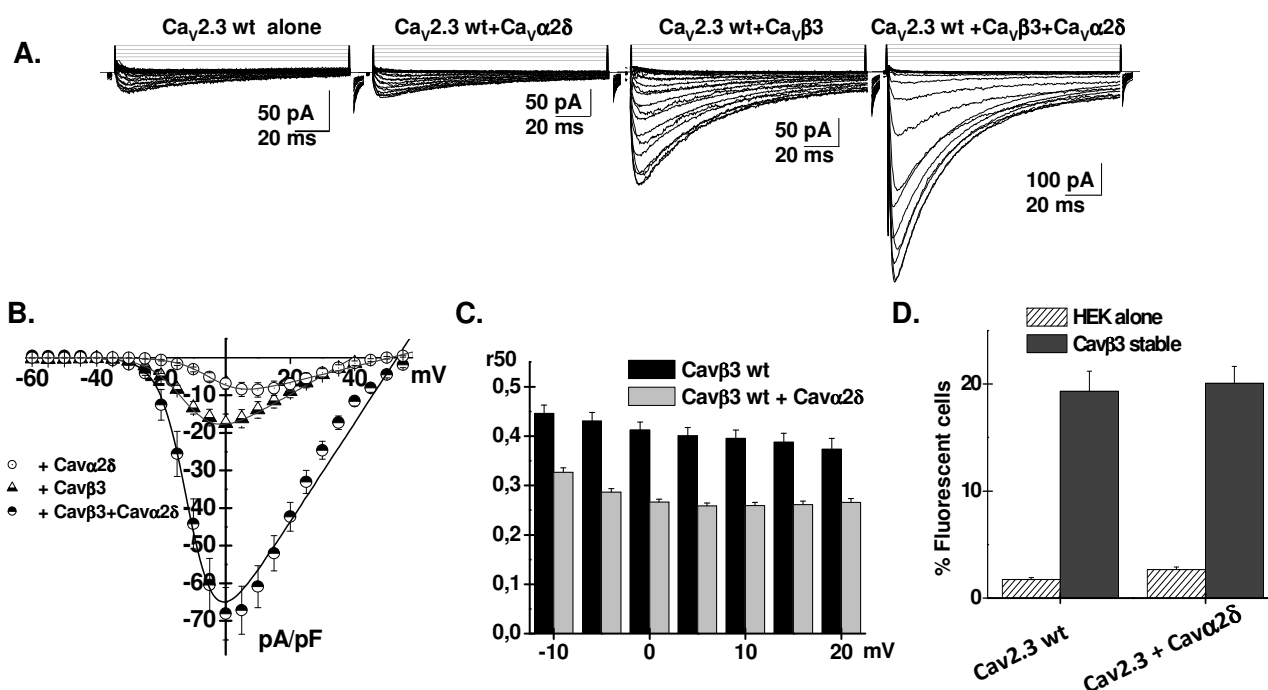 A.
Caᵥ2.3 wt alone
Caᵥ2.3 wt+Caᵥα2δ
Caᵥ2.3 wt+Caᵥβ3
Caᵥ2.3 wt +Caᵥβ3+Caᵥα2δ
50 pA
20 ms
50 pA
20 ms
50 pA
20 ms
100 pA
20 ms
B.
-60 -40 -20 20 40 mV
-10
-20
-30
-40
-50
-60
-70
pA/pF
+ Cavα2δ
+ Cavβ3
+ Cavβ3+Cavα2δ
C.
r50
0,5
0,4
0,3
0,2
0,1
0,0
-10 0 10 20 mV
Cavβ3 wt
Cavβ3 wt + Cavα2δ
D.
HEK alone
Cavβ3 stable
% Fluorescent cells
20
10
0
Cav2.3 wt
Cav2.3 + Cavα2δ